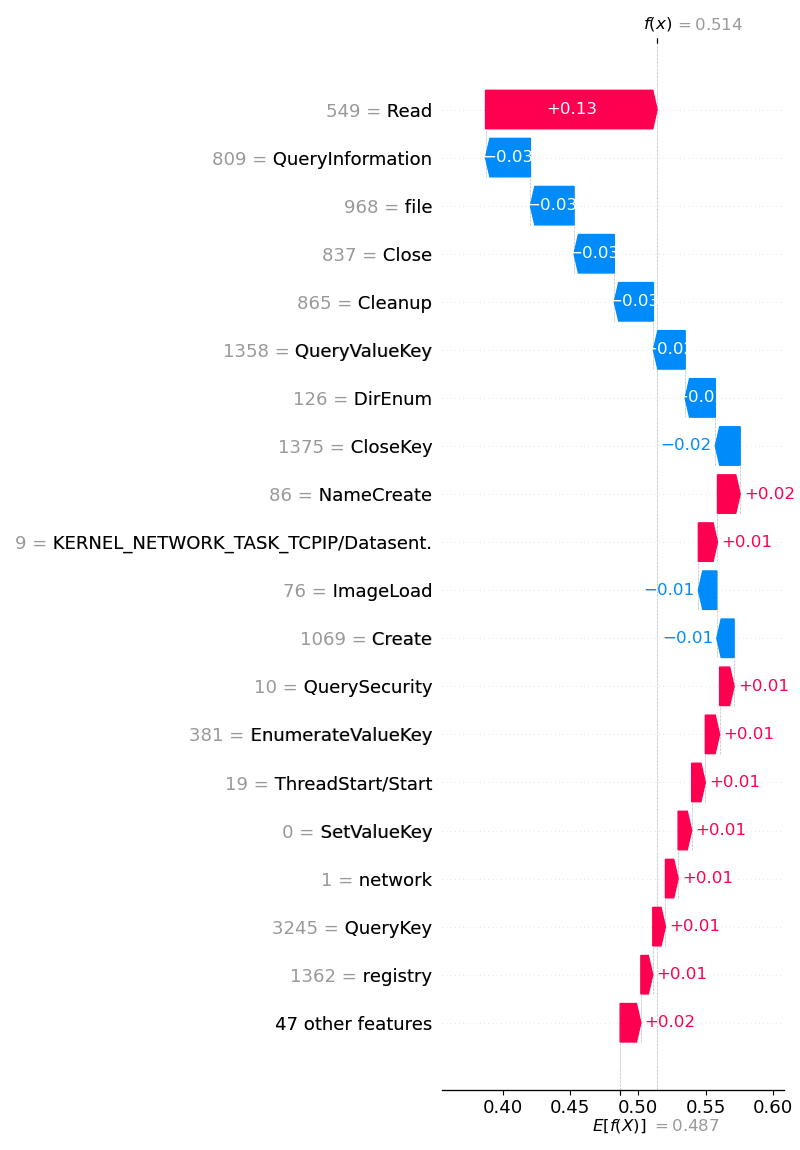 f(x) = 0.514
549 = Read
+0.13
809 = QueryInformation
−0.03
968 = file
−0.03
837 = Close
−0.03
865 = Cleanup
−0.03
1358 = QueryValueKey
126 = DirEnum
1375 = CloseKey
−0.02
86 = NameCreate
+0.02
9 = KERNEL_NETWORK_TASK_TCPIP/Datasent.
+0.01
76 = ImageLoad
−0.01
1069 = Create
−0.01
10 = QuerySecurity
+0.01
381 = EnumerateValueKey
+0.01
19 = ThreadStart/Start
+0.01
0 = SetValueKey
+0.01
1 = network
+0.01
3245 = QueryKey
+0.01
1362 = registry
+0.01
47 other features
+0.02
0.40 0.45 0.50 0.55 0.60
E[f(X)] = 0.487